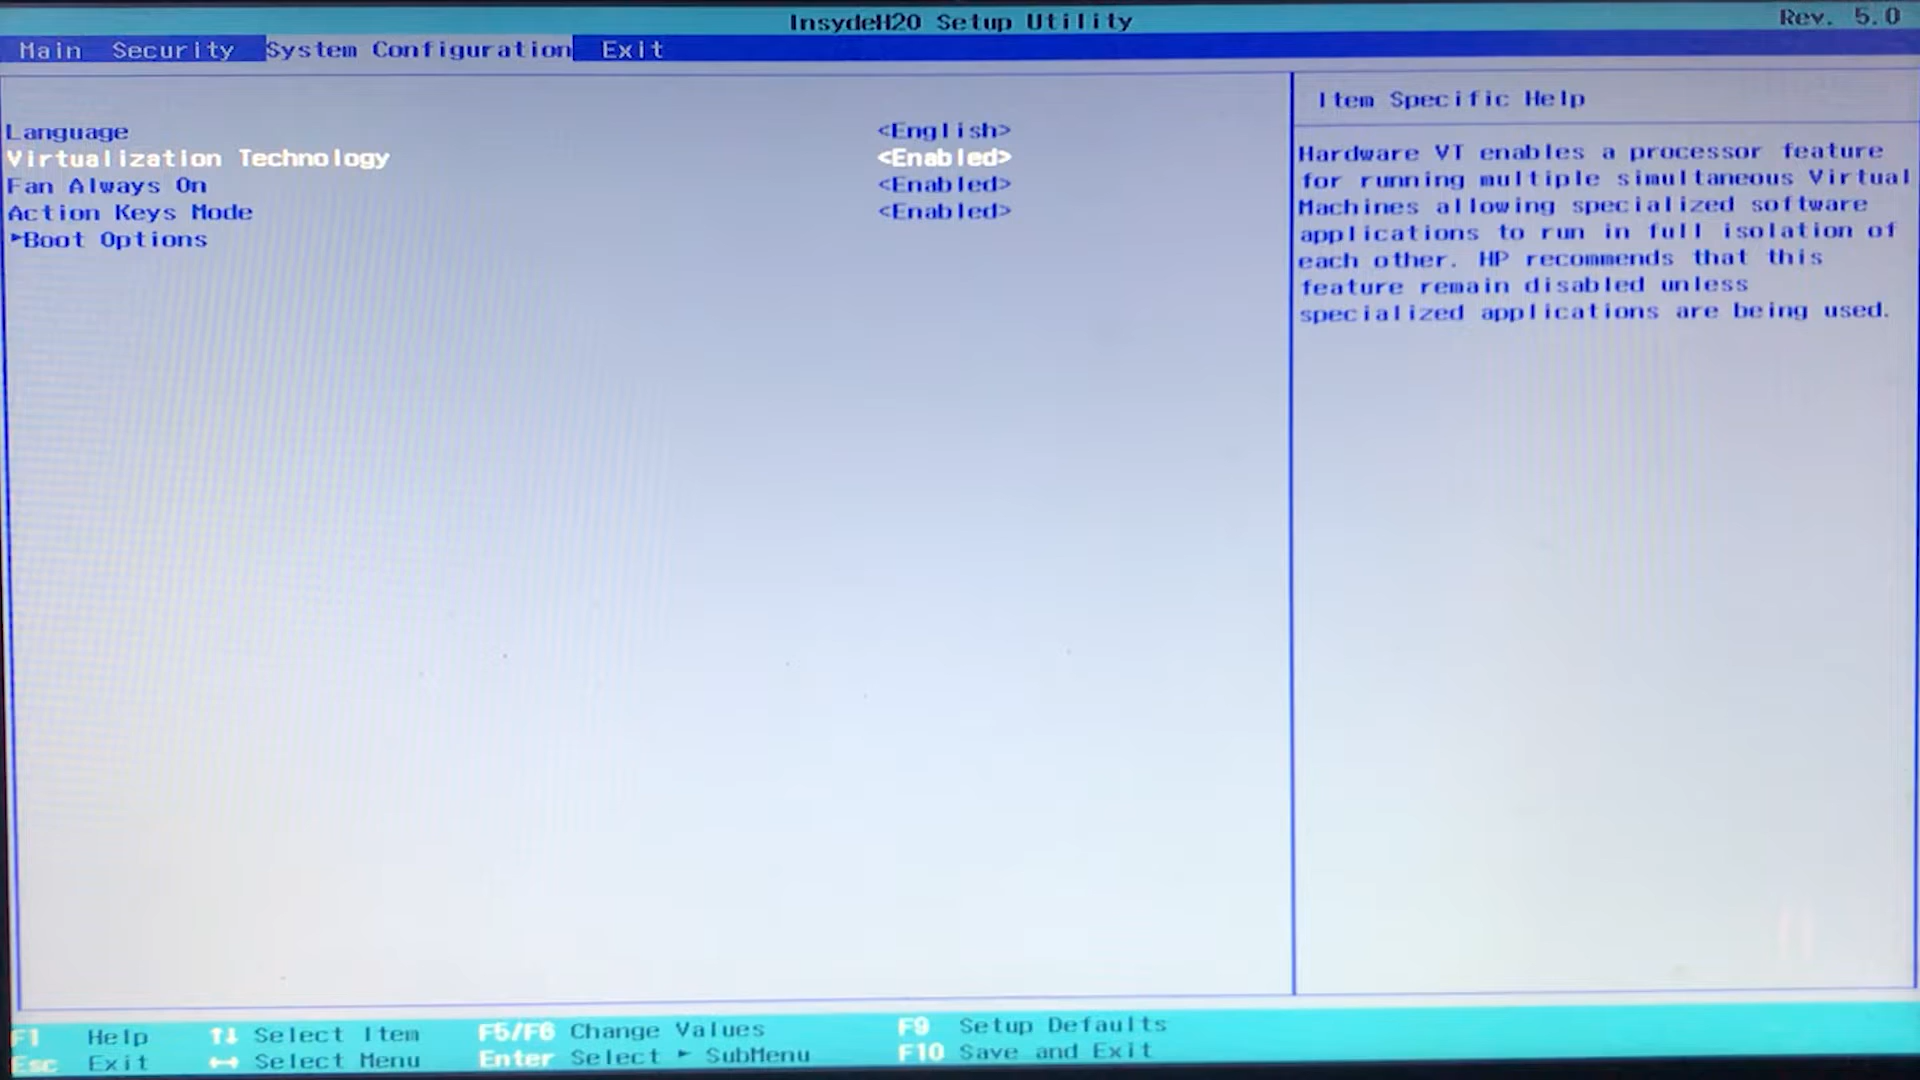 InsydeH20 Setup Utility
Rev. 5.0
Main Security System Configuration Exit
Language <English>
Virtualization Technology <Enabled>
Fan Always On <Enabled>
Action Keys Mode <Enabled>
►Boot Options
Item Specific Help
Hardware VT enables a processor feature
for running multiple simultaneous Virtual
Machines allowing specialized software
applications to run in full isolation of
each other. HP recommends that this
feature remain disabled unless
specialized applications are being used.
F1 Help ↑↓ Select Item F5/F6 Change Values F9 Setup Defaults
Esc Exit ↔ Select Menu Enter Select ► SubMenu F10 Save and Exit